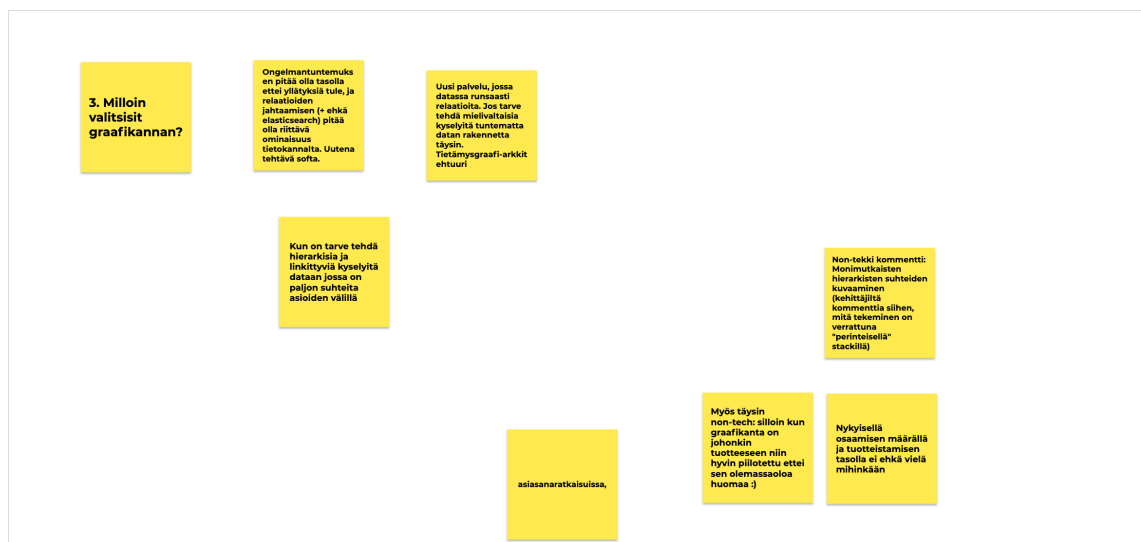 3. Milloin
valitsisit
graafikannan?
Ongelmantuntemuks
en pitää olla tasolla
ettei yllätyksiä tule, ja
relaatioiden
jahtaamisen (+ ehkä
elasticsearch) pitää
olla riittävä
ominaisuus
tietokannalta. Uutena
tehtävä softa.
Uusi palvelu, jossa
datassa runsaasti
relaatioita. Jos tarve
tehdä mielivaltaisia
kyselyitä tuntematta
datan rakennetta
täysin.
Tietämysgraafi-arkkit
ehtuuri
Kun on tarve tehdä
hierarkisia ja
linkittyviä kyselyitä
dataan jossa on
paljon suhteita
asioiden välillä
Non-tekki kommentti:
Monimutkaisten
hierarkisten suhteiden
kuvaaminen
(kehittäjiltä
kommenttia siihen,
mitä tekeminen on
verrattuna
"perinteisellä"
stackillä)
Myös täysin
non-tech: silloin kun
graafikanta on
johonkin
tuotteeseen niin
hyvin piilotettu ettei
sen olemassaoloa
huomaa :)
Nykyisellä
osaamisen määrällä
ja tuotteistamisen
tasolla ei ehkä vielä
mihinkään
asiasanaratkaisuissa,